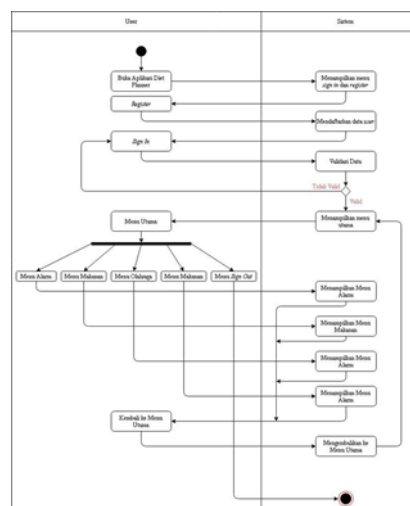 User
Sistem
Buka Aplikasi Diet
Planner
Menampilkan menu
sign in dan register
Register
Mendaftarkan data user
Sign In
Validasi Data
Tidak Valid
Valid
Menu Utama
Menampilkan menu
utama
Menu Alarm
Menu Makanan
Menu Olahraga
Menu Makanan
Menu Sign Out
Menampilkan Menu
Alarm
Menampilkan Menu
Makanan
Menampilkan Menu
Alarm
Menampilkan Menu
Alarm
Kembali ke Menu
Utama
Mengembalikan ke
Menu Utama